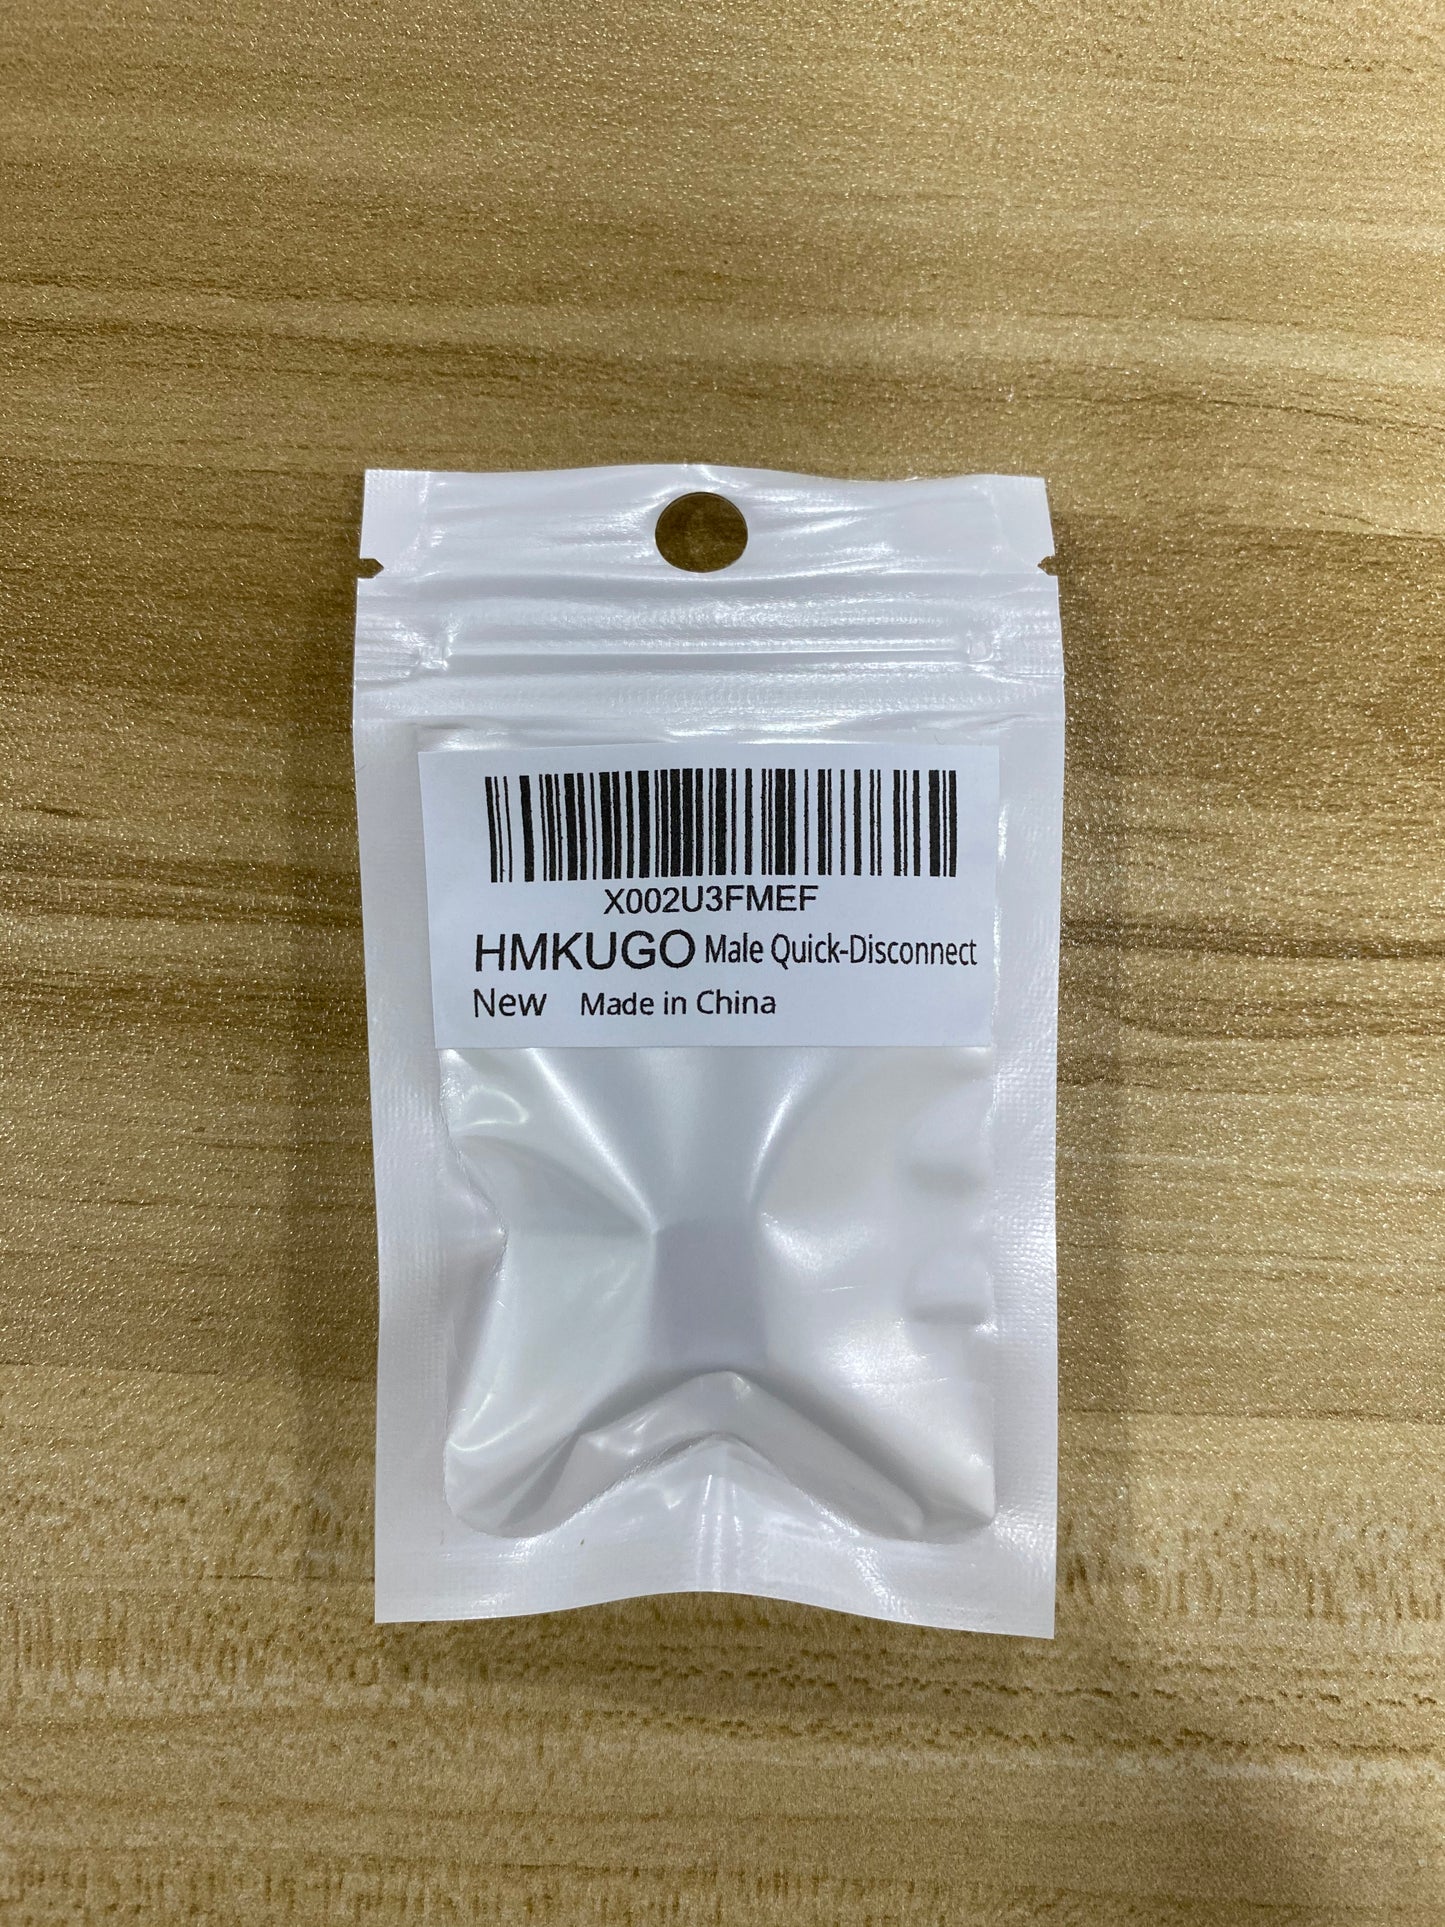 X002U3FMEF
HMKUGO Male Quick-Disconnect
New Made in China